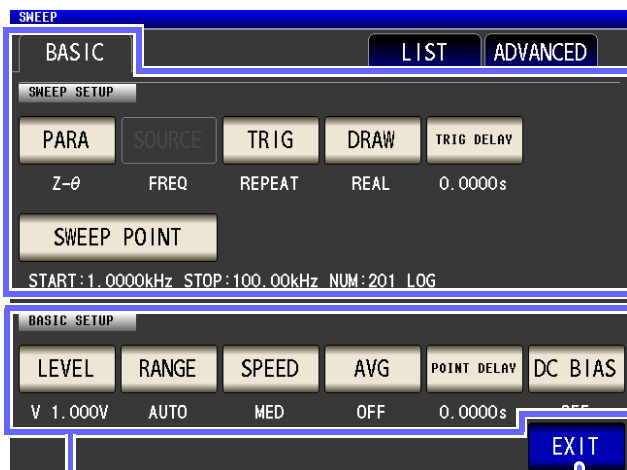 SWEEP
BASIC LIST ADVANCED
SWEEP SETUP
PARA SOURCE TRIG DRAW TRIG DELAY
Z-θ FREQ REPEAT REAL 0.0000s
SWEEP POINT
START:1.0000kHz STOP:100.00kHz NUM:201 LOG
BASIC SETUP
LEVEL RANGE SPEED AVG POINT DELAY DC BIAS
V 1.000V AUTO MED OFF 0.0000s
EXIT